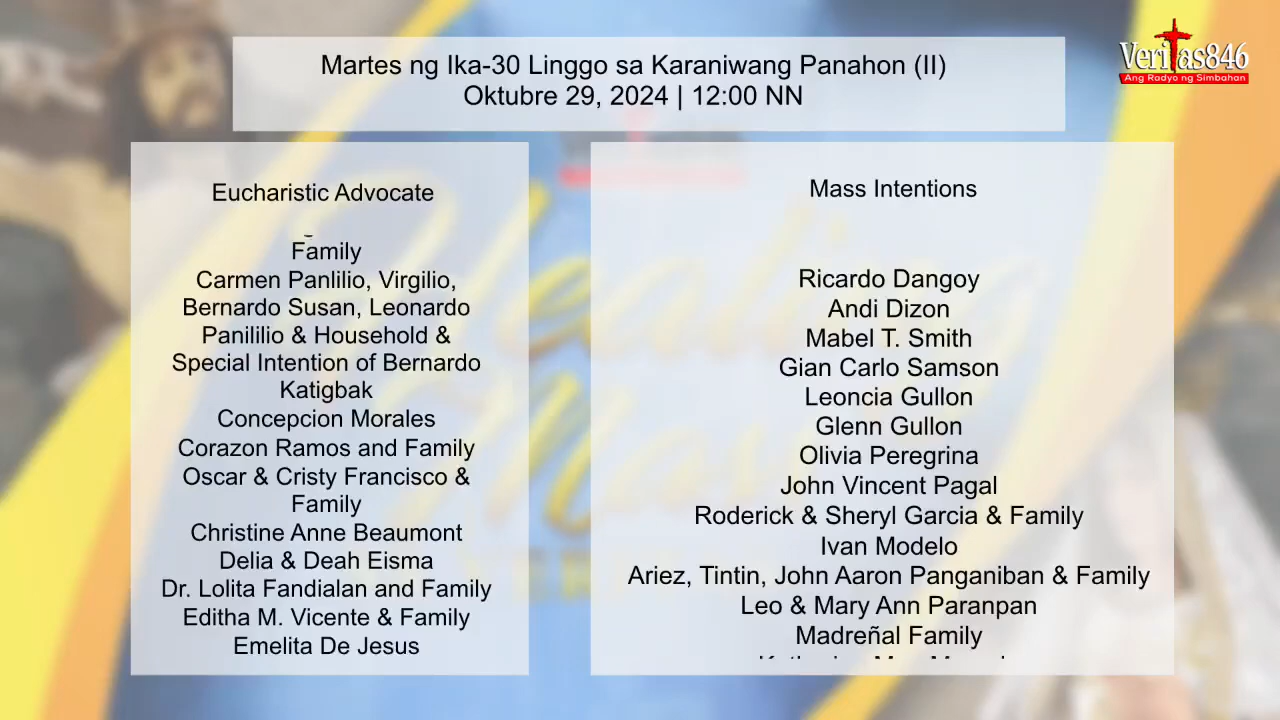 Martes ng Ika-30 Linggo sa Karaniwang Panahon (II)
Oktubre 29, 2024 | 12:00 NN
Veritas846
Ang Radyo ng Simbahan
Eucharistic Advocate
Family
Carmen Panlilio, Virgilio,
Bernardo Susan, Leonardo
Panililio & Household &
Special Intention of Bernardo
Katigbak
Concepcion Morales
Corazon Ramos and Family
Oscar & Cristy Francisco &
Family
Christine Anne Beaumont
Delia & Deah Eisma
Dr. Lolita Fandialan and Family
Editha M. Vicente & Family
Emelita De Jesus
Mass Intentions
Ricardo Dangoy
Andi Dizon
Mabel T. Smith
Gian Carlo Samson
Leoncia Gullon
Glenn Gullon
Olivia Peregrina
John Vincent Pagal
Roderick & Sheryl Garcia & Family
Ivan Modelo
Ariez, Tintin, John Aaron Panganiban & Family
Leo & Mary Ann Paranpan
Madreñal Family
Healing
Mass